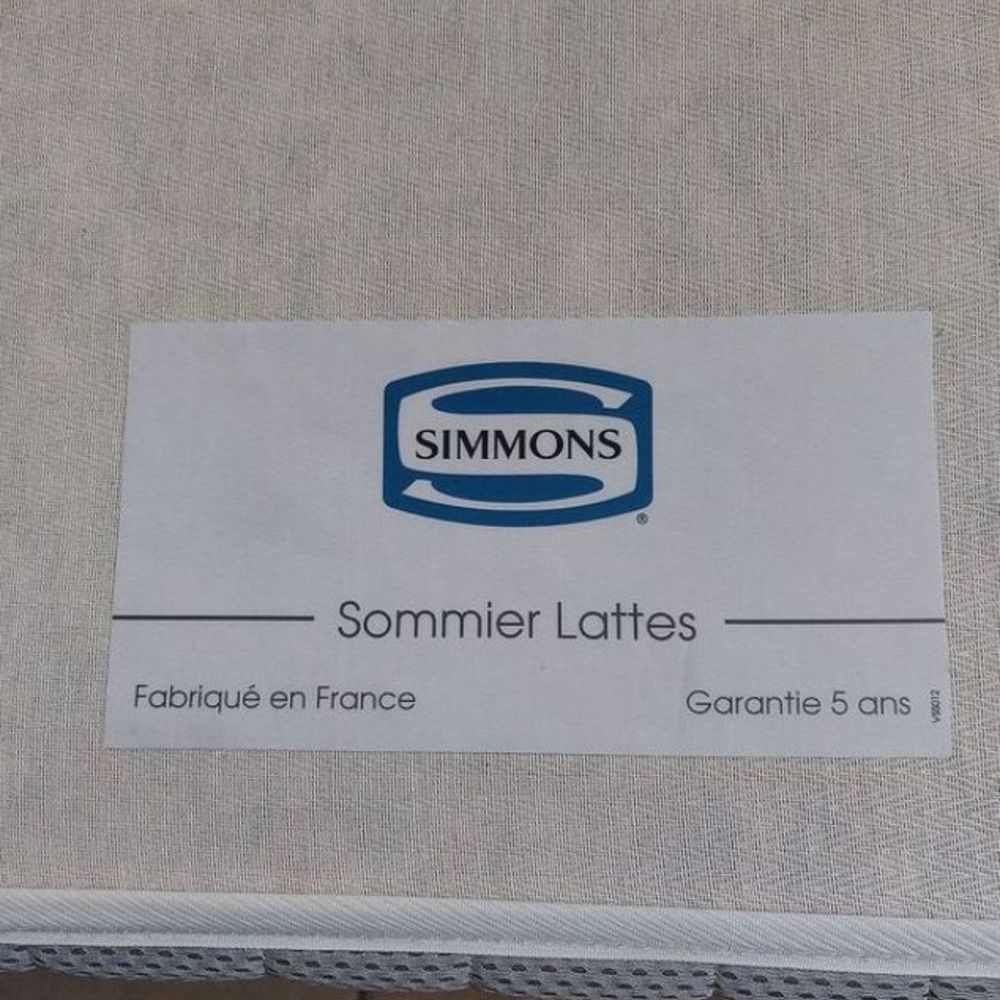 SIMMONS
®
Sommier Lattes
Fabriqué en France
Garantie 5 ans